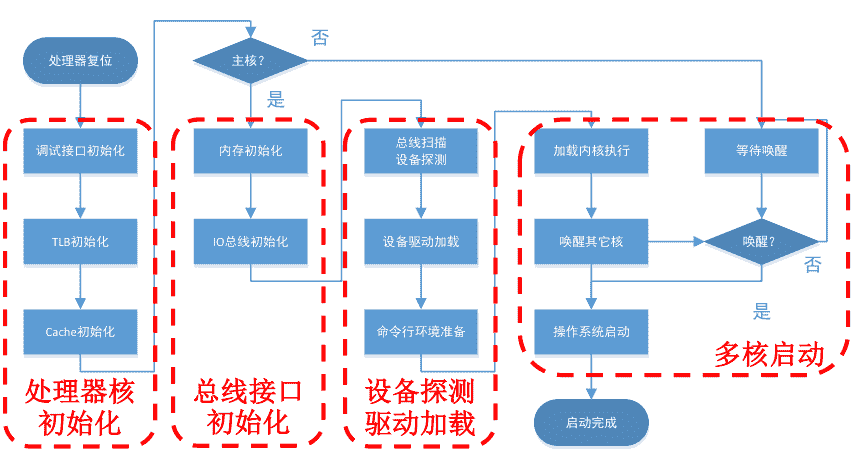 处理器复位
调试接口初始化
TLB初始化
Cache初始化
处理器核
初始化
主核？
否
是
内存初始化
IO总线初始化
总线接口
初始化
总线扫描
设备探测
设备驱动加载
命令行环境准备
设备探测
驱动加载
加载内核执行
唤醒其它核
操作系统启动
等待唤醒
唤醒？
否
是
多核启动
启动完成